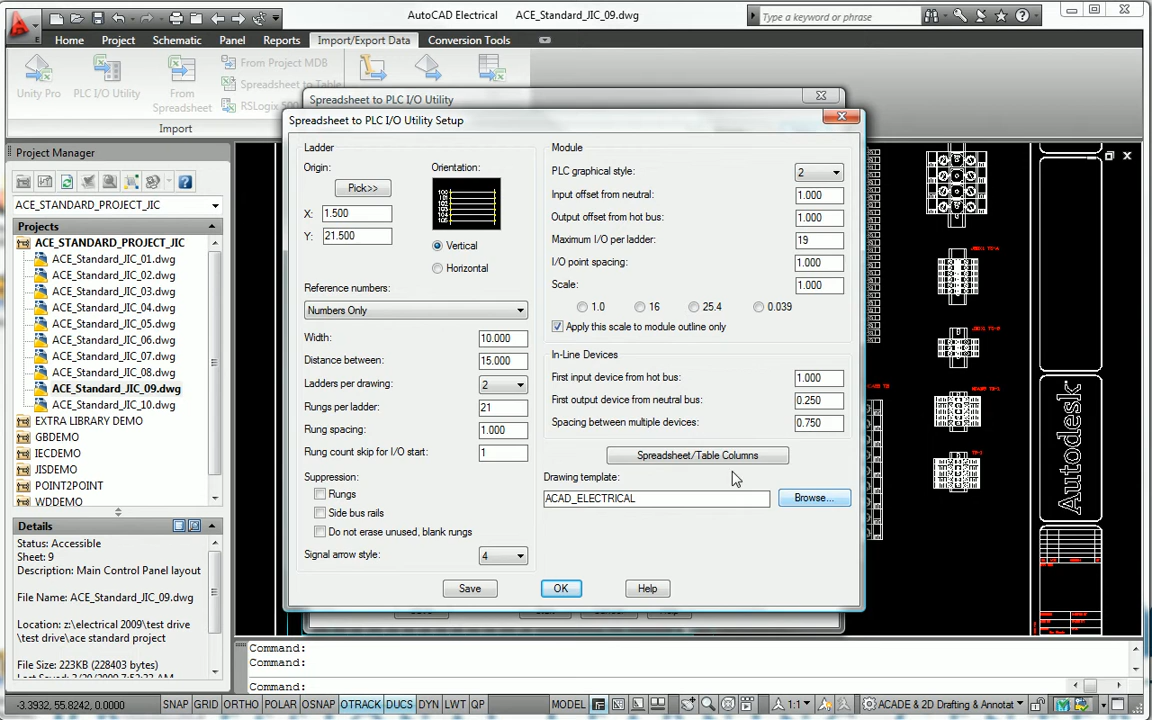 AutoCAD Electrical ACE_Standard_JIC_09.dwg
Type a keyword or phrase
Home Project Schematic Panel Reports Import/Export Data Conversion Tools
Unity Pro
PLC I/O Utility
From Spreadsheet
From Project MDB
Spreadsheet to Table
RSLogix 500
Import
Spreadsheet to PLC I/O Utility
Spreadsheet to PLC I/O Utility Setup
Project Manager
ACE_STANDARD_PROJECT_JIC
Projects
ACE_STANDARD_PROJECT_JIC
ACE_Standard_JIC_01.dwg
ACE_Standard_JIC_02.dwg
ACE_Standard_JIC_03.dwg
ACE_Standard_JIC_04.dwg
ACE_Standard_JIC_05.dwg
ACE_Standard_JIC_06.dwg
ACE_Standard_JIC_07.dwg
ACE_Standard_JIC_08.dwg
ACE_Standard_JIC_09.dwg
ACE_Standard_JIC_10.dwg
EXTRA LIBRARY DEMO
GBDEMO
IECDEMO
JISDEMO
POINT2POINT
WDDEMO
Details
Status: Accessible
Sheet: 9
Description: Main Control Panel layout
File Name: ACE_Standard_JIC_09.dwg
Location: z:\electrical 2009\test drive
\test drive\ace standard project
File Size: 223KB (228403 bytes)
Ladder
Origin:
Pick>>
X: 1.500
Y: 21.500
Orientation:
Vertical
Horizontal
Reference numbers:
Numbers Only
Width: 10.000
Distance between: 15.000
Ladders per drawing: 2
Rungs per ladder: 21
Rung spacing: 1.000
Rung count skip for I/O start: 1
Suppression:
Rungs
Side bus rails
Do not erase unused, blank rungs
Signal arrow style: 4
Module
PLC graphical style: 2
Input offset from neutral: 1.000
Output offset from hot bus: 1.000
Maximum I/O per ladder: 19
I/O point spacing: 1.000
Scale: 1.000
1.0 16 25.4 0.039
Apply this scale to module outline only
In-Line Devices
First input device from hot bus: 1.000
First output device from neutral bus: 0.250
Spacing between multiple devices: 0.750
Spreadsheet/Table Columns
Drawing template:
ACAD_ELECTRICAL Browse...
Save OK Help
Autodesk
Command:
Command:
Command:
-3.3932, 55.8242, 0.0000 SNAP GRID ORTHO POLAR OSNAP OTRACK DUCS DYN LWT QP MODEL 1:1 ACADE & 2D Drafting & Annotat